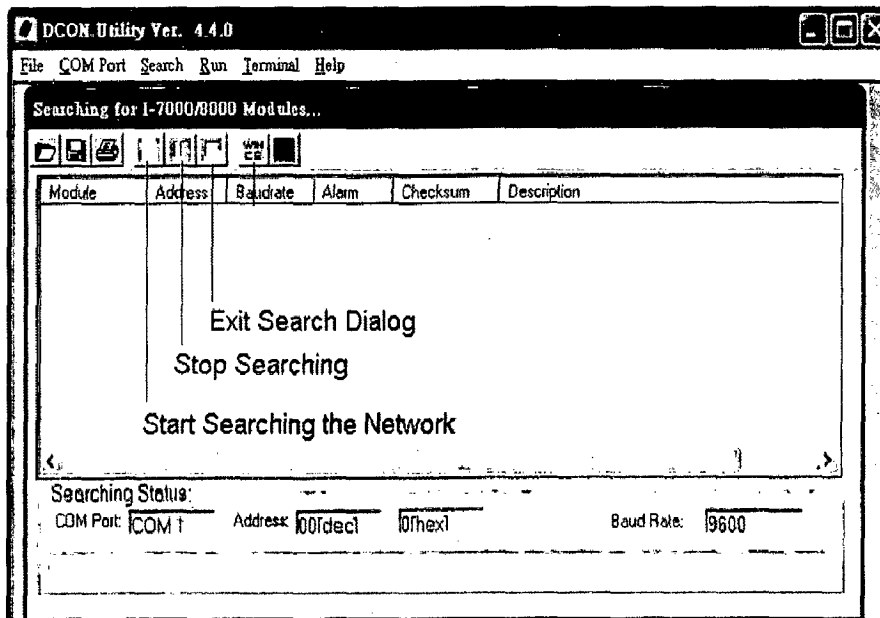 DCON Utility Ver. 4.4.0
File COM Port Search Run Terminal Help
Searching for I-7000/8000 Modules...
WIN CE
Module Address Baudrate Alarm Checksum Description
Exit Search Dialog
Stop Searching
Start Searching the Network
Searching Status:
COM Port: COM 1 Address: 00[dec] 0[hex] Baud Rate: 9600